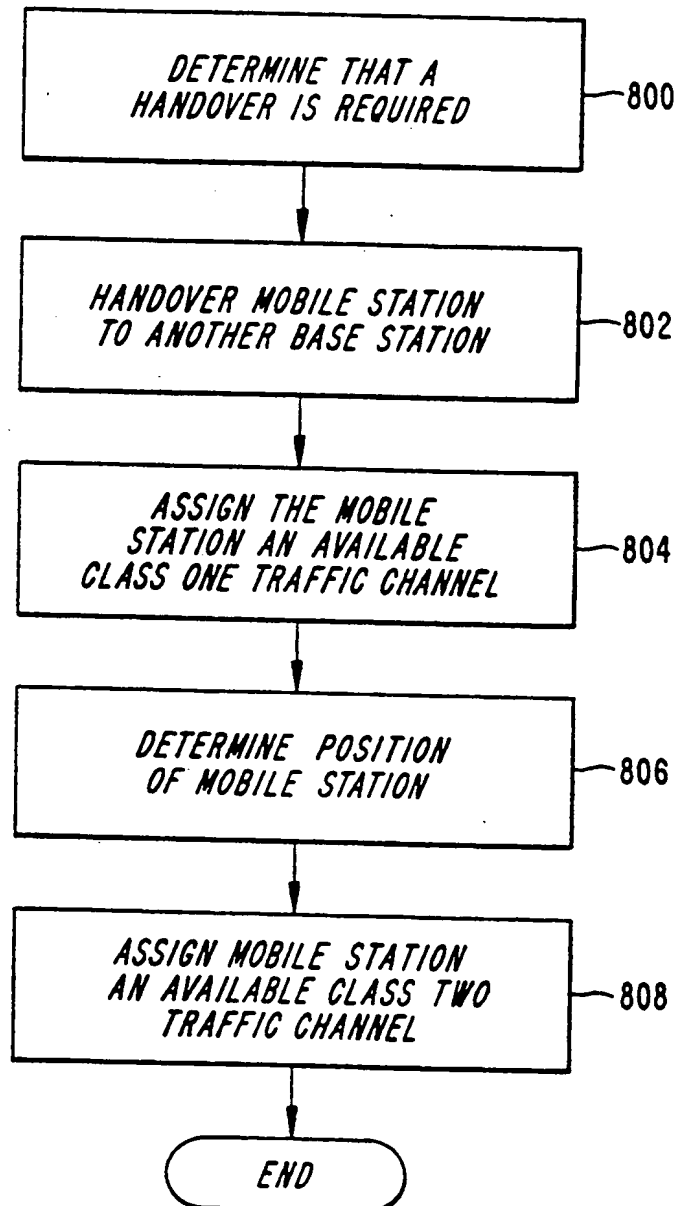 DETERMINE THAT A
HANDOVER IS REQUIRED
800
HANDOVER MOBILE STATION
TO ANOTHER BASE STATION
802
ASSIGN THE MOBILE
STATION AN AVAILABLE
CLASS ONE TRAFFIC CHANNEL
804
DETERMINE POSITION
OF MOBILE STATION
806
ASSIGN MOBILE STATION
AN AVAILABLE CLASS TWO
TRAFFIC CHANNEL
808
END